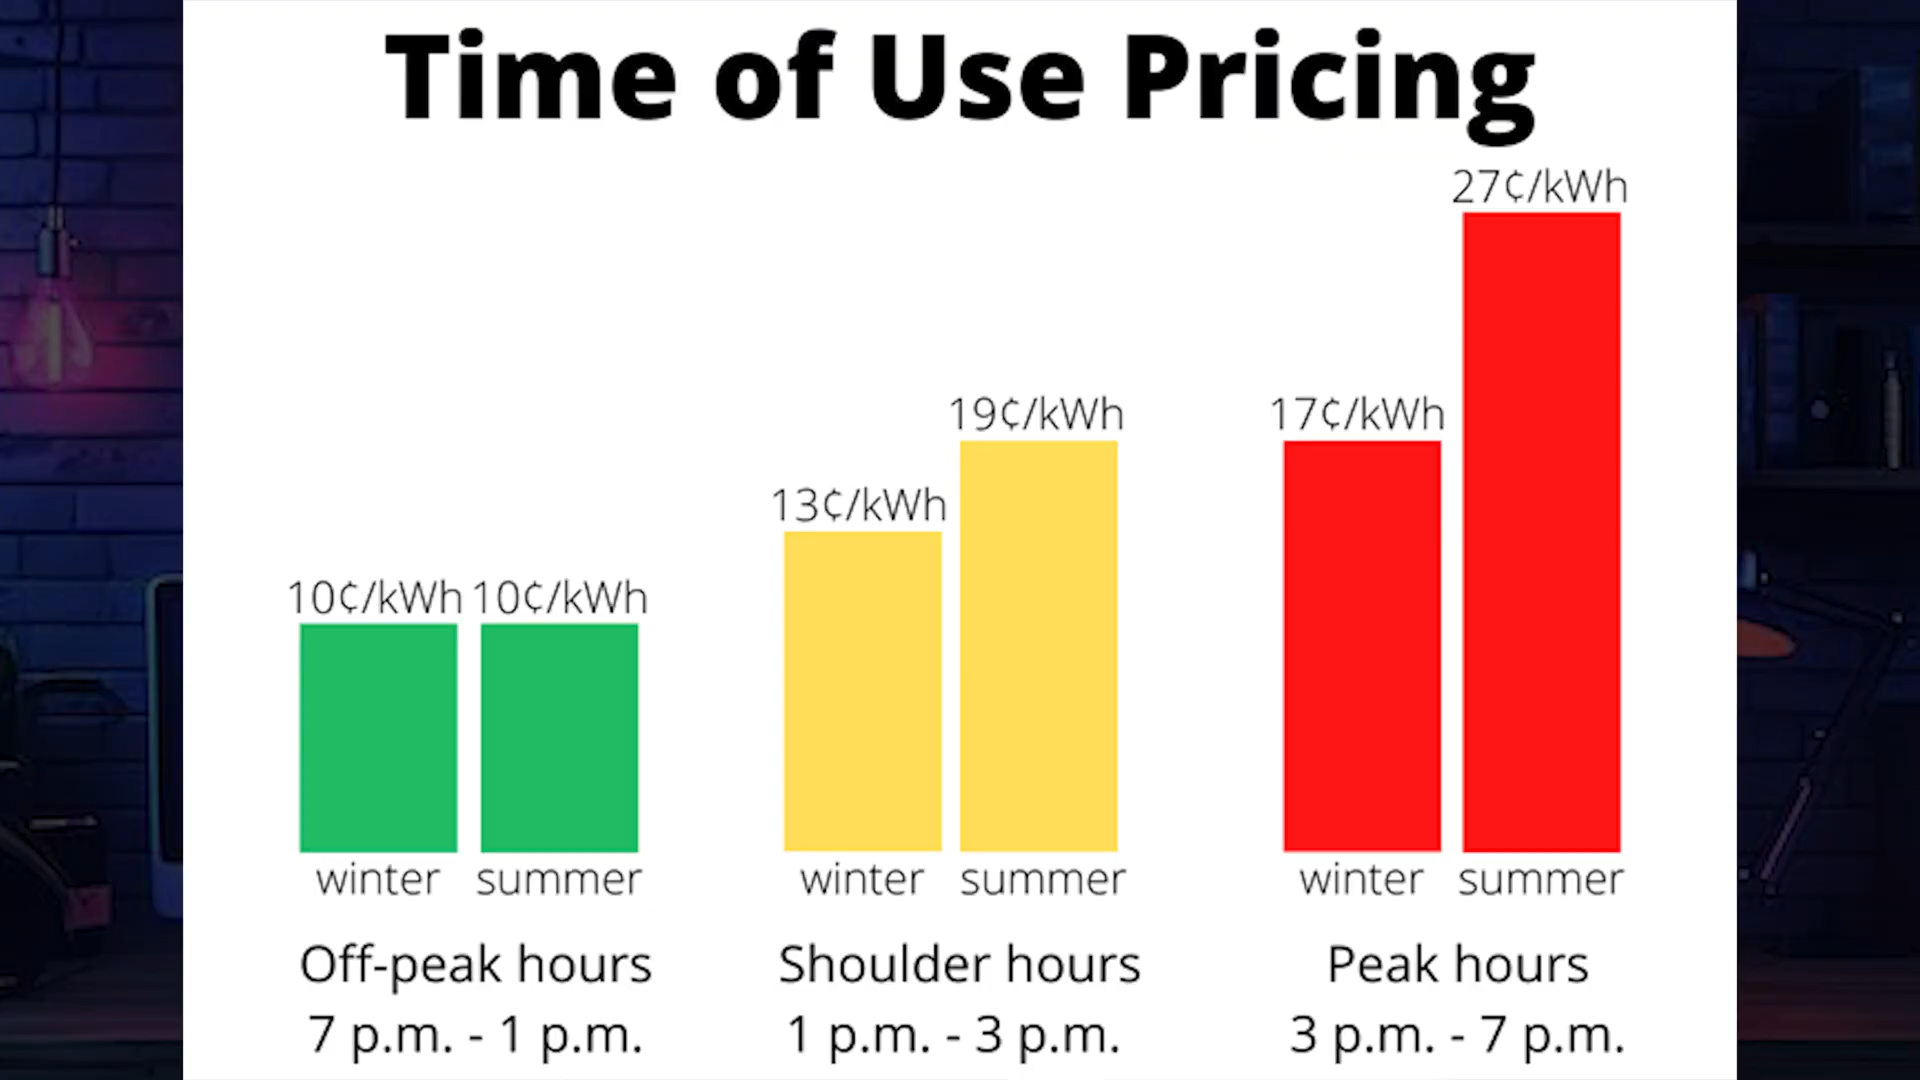 Time of Use Pricing
27¢/kWh
19¢/kWh 17¢/kWh
13¢/kWh
10¢/kWh 10¢/kWh
winter summer winter summer winter summer
Off-peak hours Shoulder hours Peak hours
7 p.m. - 1 p.m. 1 p.m. - 3 p.m. 3 p.m. - 7 p.m.